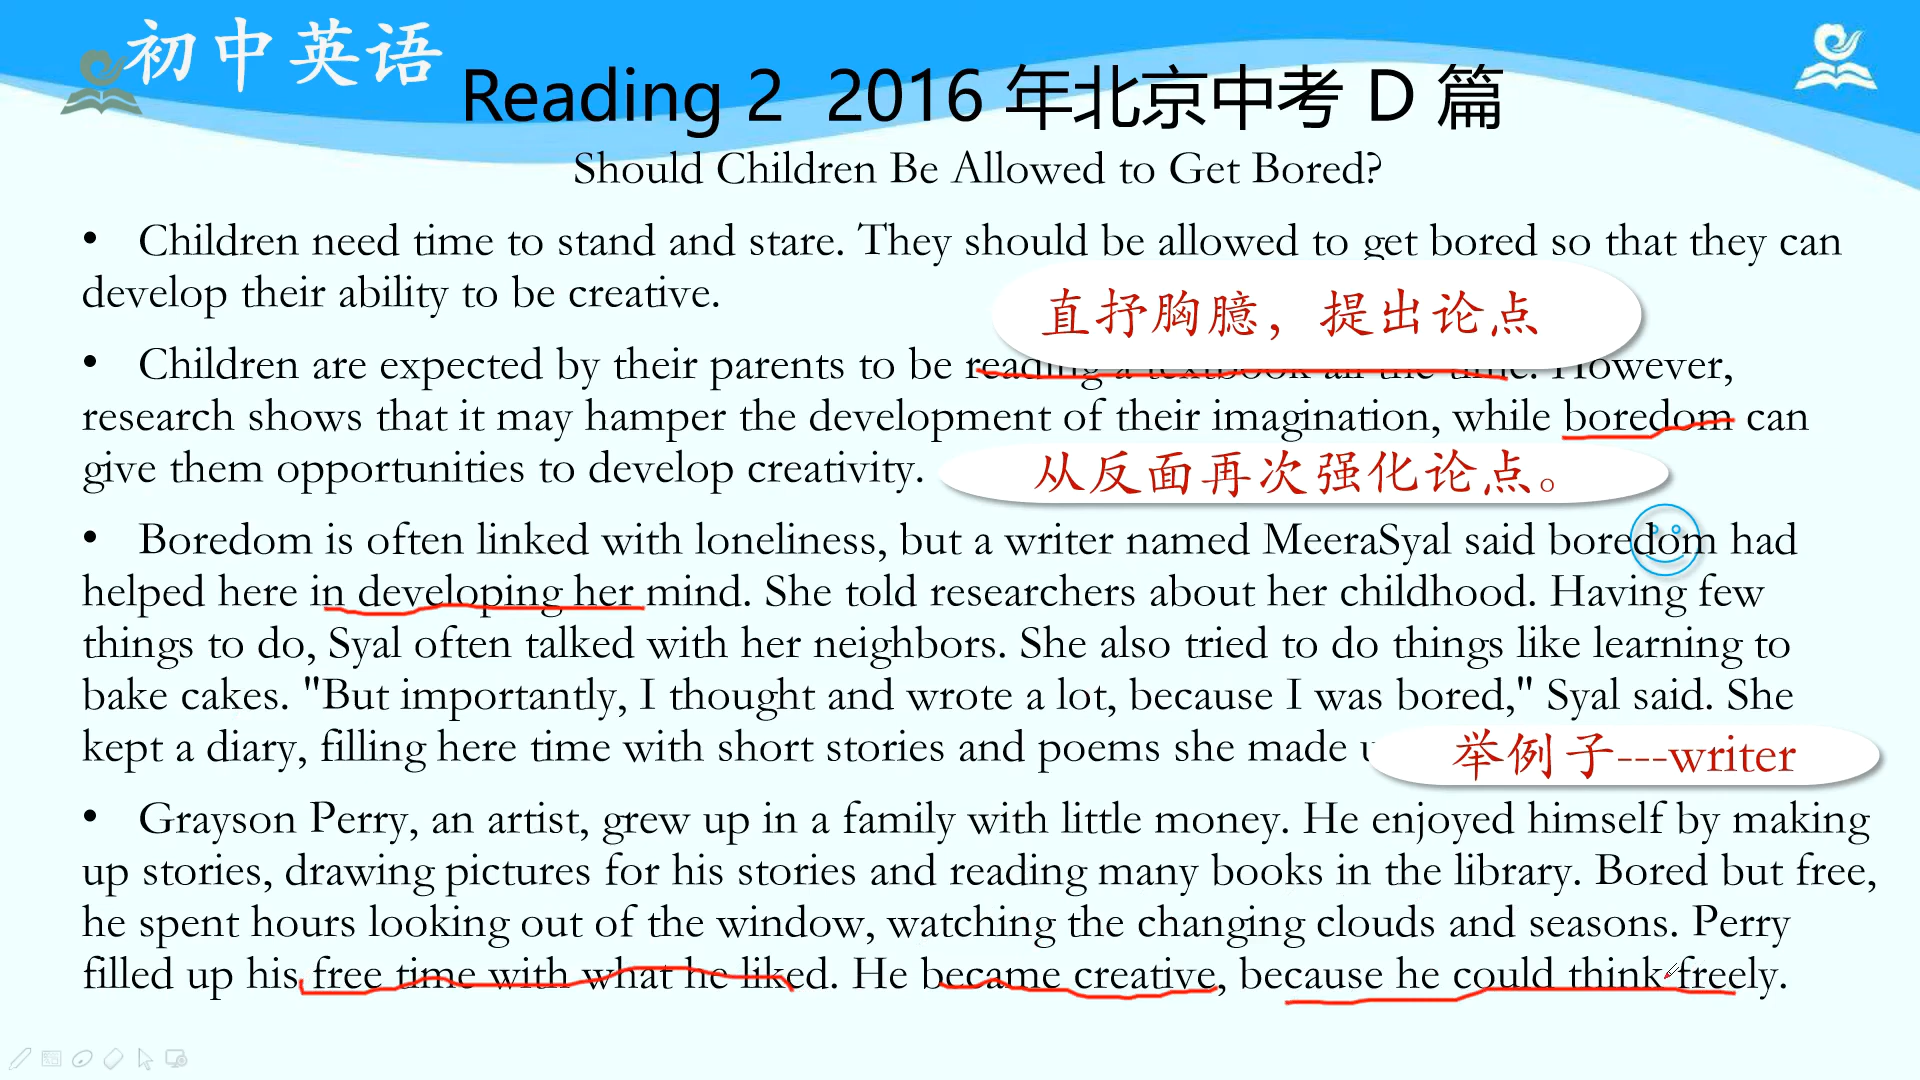 初中英语
Reading 2 2016 年北京中考 D 篇
Should Children Be Allowed to Get Bored?
• Children need time to stand and stare. They should be allowed to get bored so that they can
develop their ability to be creative.
直抒胸臆，提出论点
• Children are expected by their parents to be reading a textbook all the time. However,
research shows that it may hamper the development of their imagination, while boredom can
give them opportunities to develop creativity.
从反面再次强化论点。
• Boredom is often linked with loneliness, but a writer named MeeraSyal said boredom had
helped here in developing her mind. She told researchers about her childhood. Having few
things to do, Syal often talked with her neighbors. She also tried to do things like learning to
bake cakes. "But importantly, I thought and wrote a lot, because I was bored," Syal said. She
kept a diary, filling here time with short stories and poems she made
举例子---writer
• Grayson Perry, an artist, grew up in a family with little money. He enjoyed himself by making
up stories, drawing pictures for his stories and reading many books in the library. Bored but free,
he spent hours looking out of the window, watching the changing clouds and seasons. Perry
filled up his free time with what he liked. He became creative, because he could think freely.